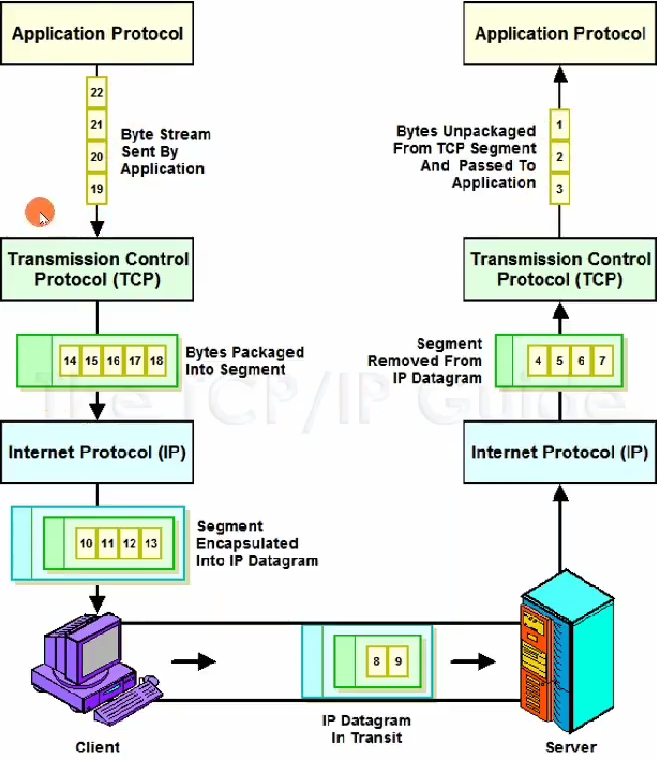 Application Protocol
22
21
20
19
Byte Stream
Sent By
Application
Transmission Control
Protocol (TCP)
14 15 16 17 18
Bytes Packaged
Into Segment
Internet Protocol (IP)
10 11 12 13
Segment
Encapsulated
Into IP Datagram
Client
8 9
IP Datagram
In Transit
Application Protocol
Bytes Unpackaged
From TCP Segment
And Passed To
Application
1
2
3
Transmission Control
Protocol (TCP)
Segment
Removed From
IP Datagram
4 5 6 7
Internet Protocol (IP)
Server
The TCP/IP Guide